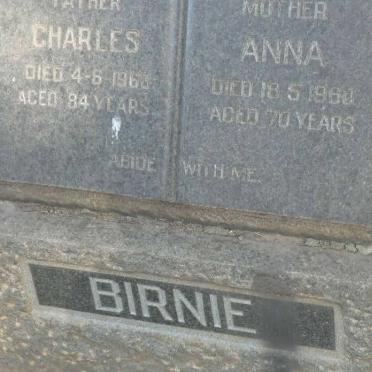 FATHER
CHARLES
DIED 4-6 1963
AGED 84 YEARS
MOTHER
ANNA
DIED 18 5 1960
AGED 70 YEARS
ABIDE WITH ME.
BIRNIE